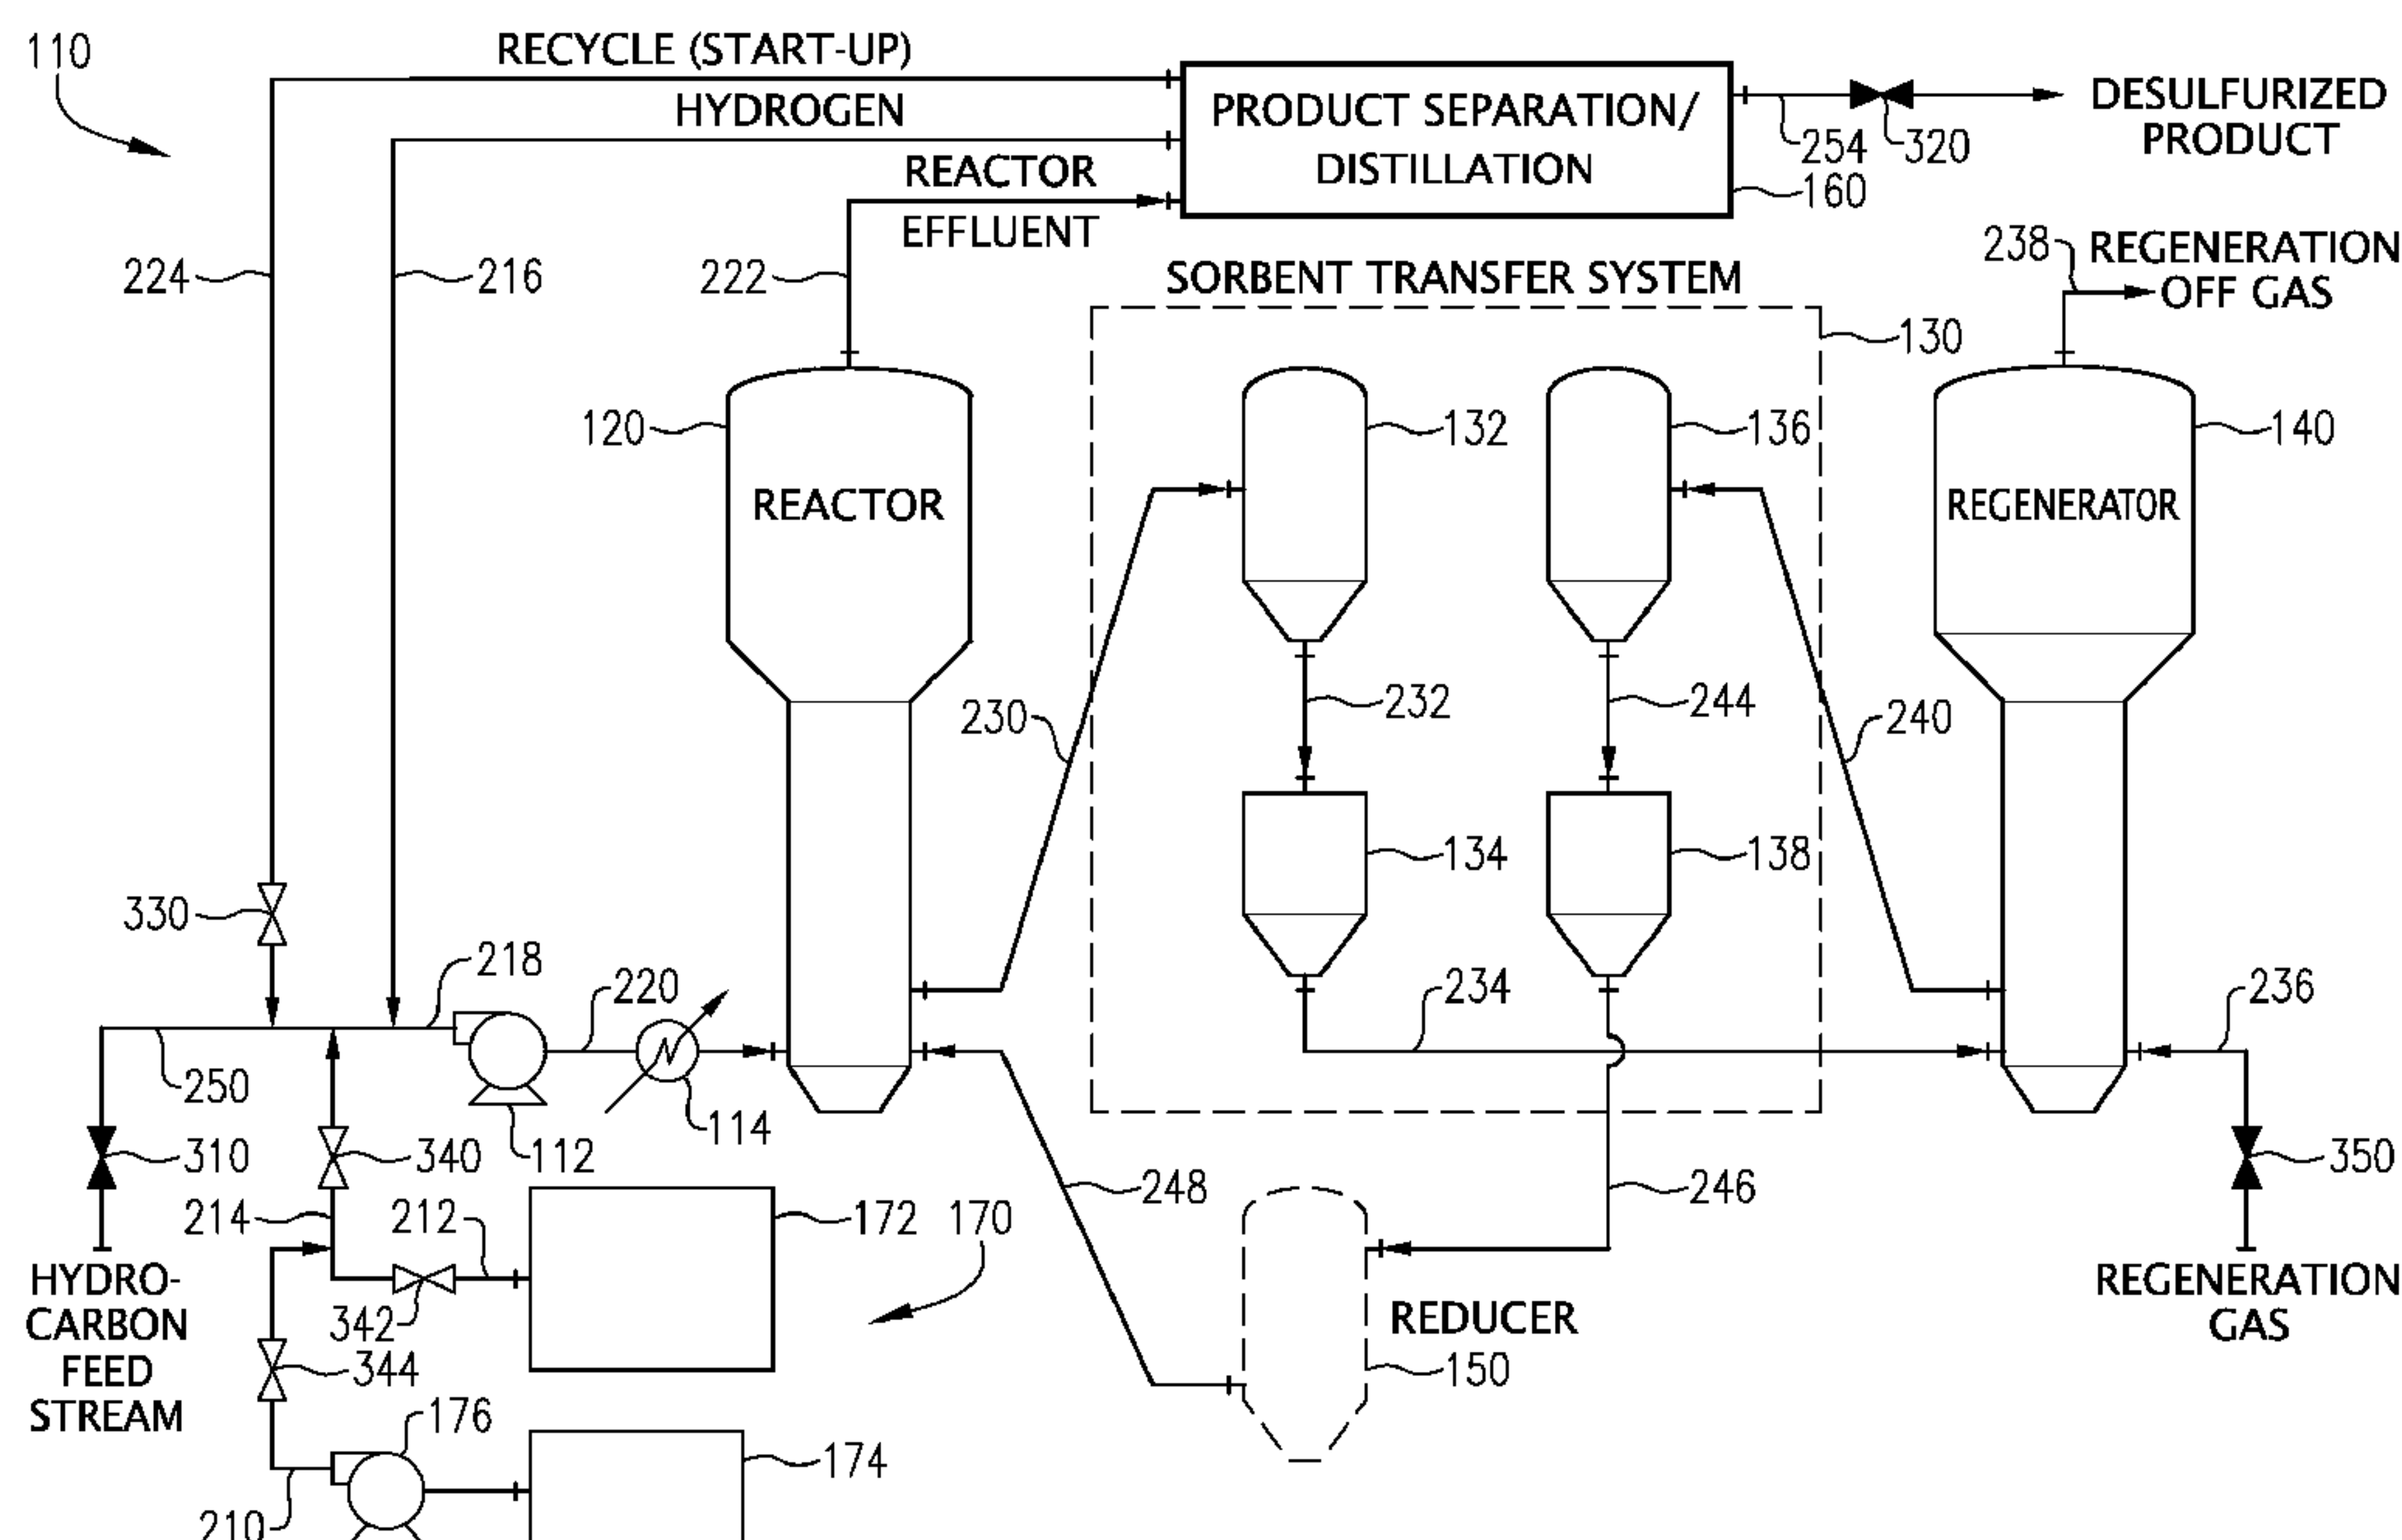 110
RECYCLE (START-UP)
HYDROGEN
REACTOR
EFFLUENT
PRODUCT SEPARATION/
DISTILLATION
254
320
160
DESULFURIZED
PRODUCT
224
216
222
SORBENT TRANSFER SYSTEM
238
REGENERATION
OFF GAS
130
120
REACTOR
132
136
140
REGENERATOR
230
232
244
240
134
138
330
218
220
234
236
250
114
310
340
112
350
214
212
248
246
172
170
HYDRO-
CARBON
FEED
STREAM
342
344
REDUCER
150
REGENERATION
GAS
176
174
210